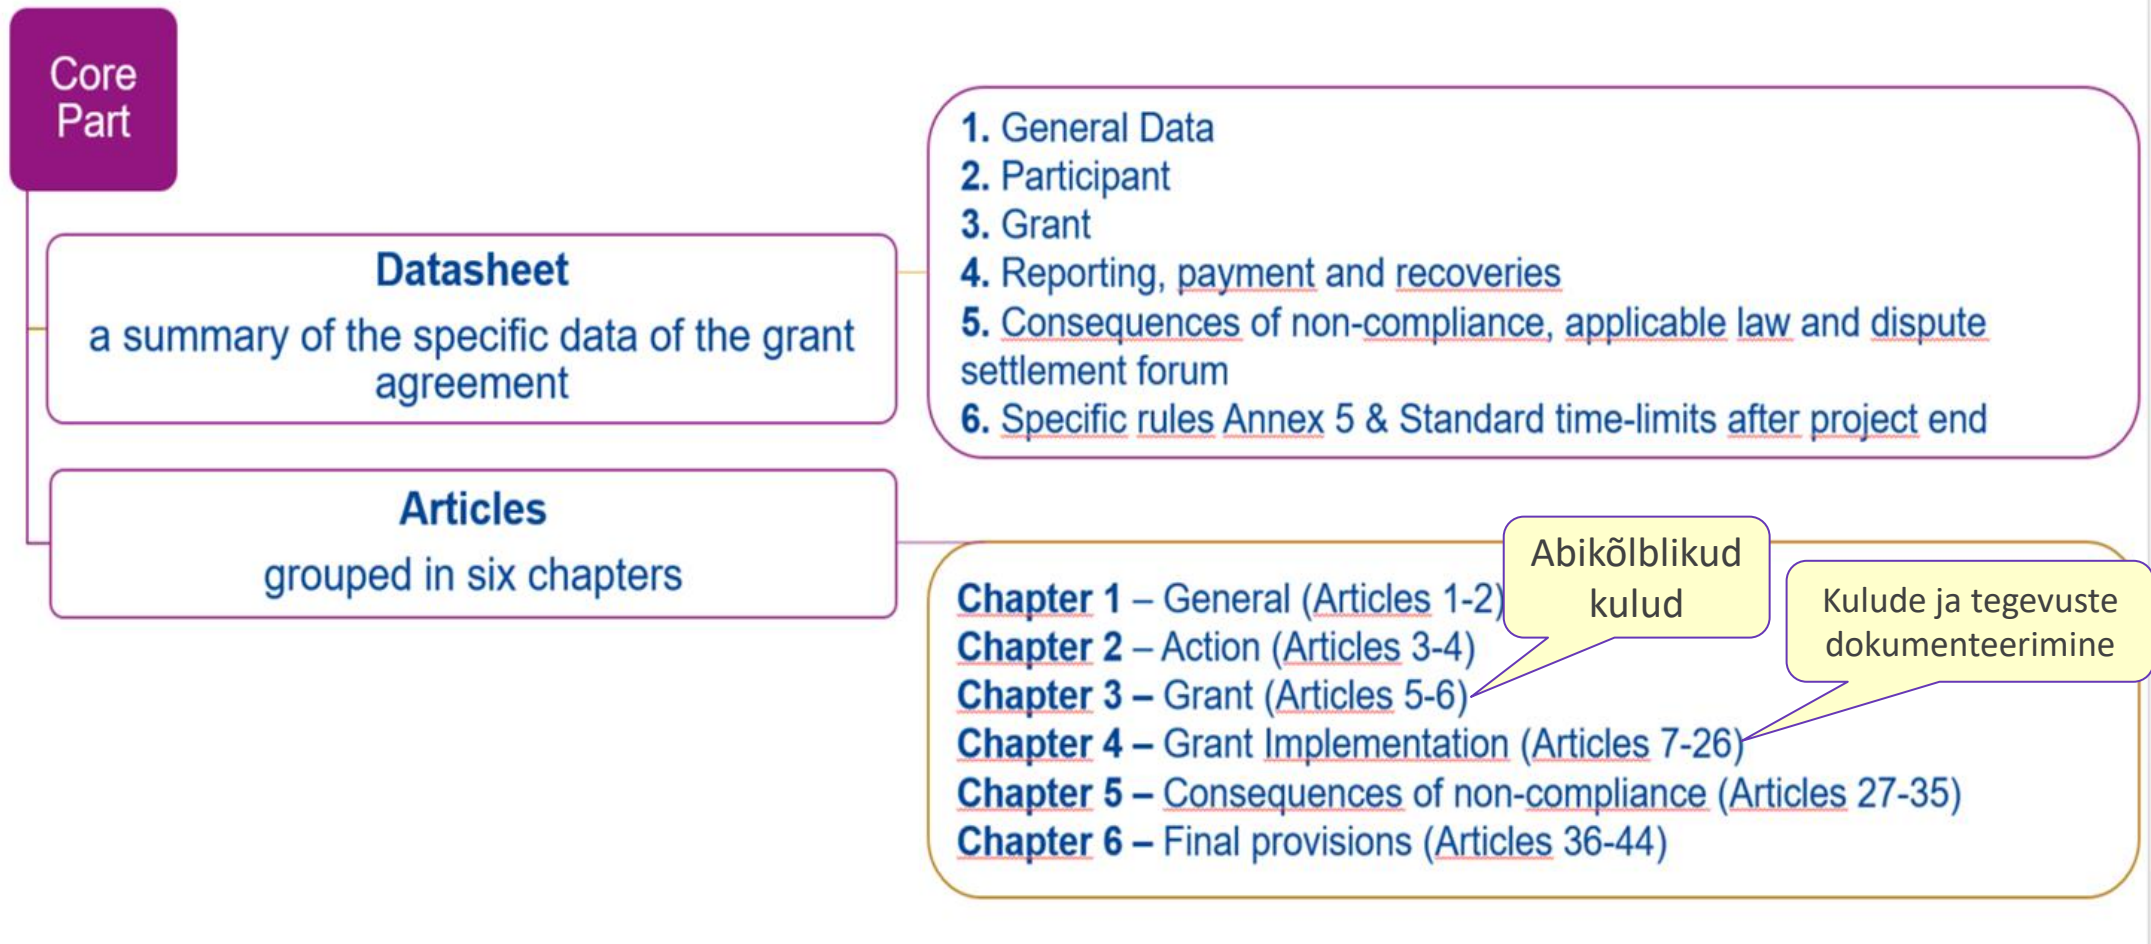 Core
Part
Datasheet
a summary of the specific data of the grant
agreement
1. General Data
2. Participant
3. Grant
4. Reporting, payment and recoveries
5. Consequences of non-compliance, applicable law and dispute
settlement forum
6. Specific rules Annex 5 & Standard time-limits after project end
Articles
grouped in six chapters
Abikõlblikud
kulud
Kulude ja tegevuste
dokumenteerimine
Chapter 1 – General (Articles 1-2)
Chapter 2 – Action (Articles 3-4)
Chapter 3 – Grant (Articles 5-6)
Chapter 4 – Grant Implementation (Articles 7-26)
Chapter 5 – Consequences of non-compliance (Articles 27-35)
Chapter 6 – Final provisions (Articles 36-44)